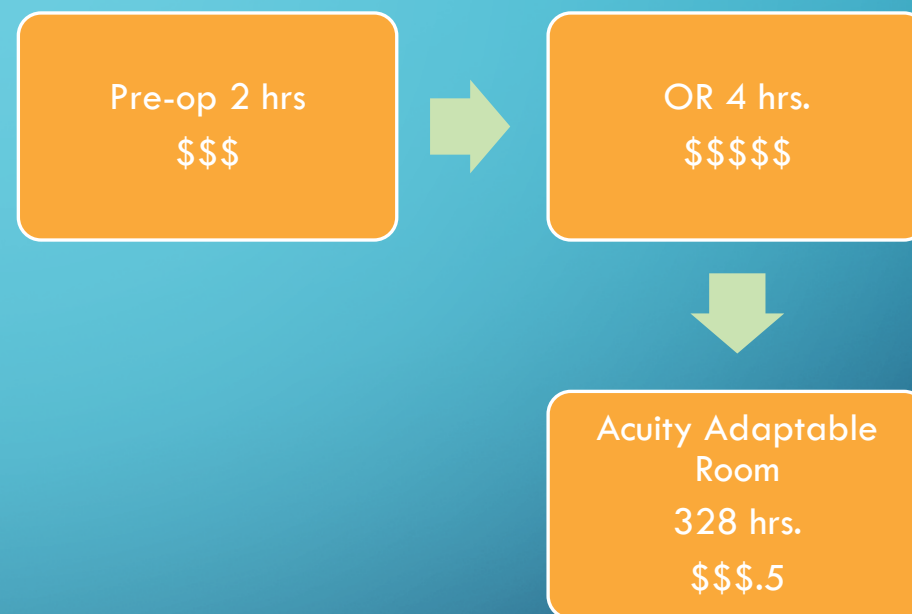 Pre-op 2 hrs
$$$
OR 4 hrs.
$$$$$
Acuity Adaptable
Room
328 hrs.
$$$.5